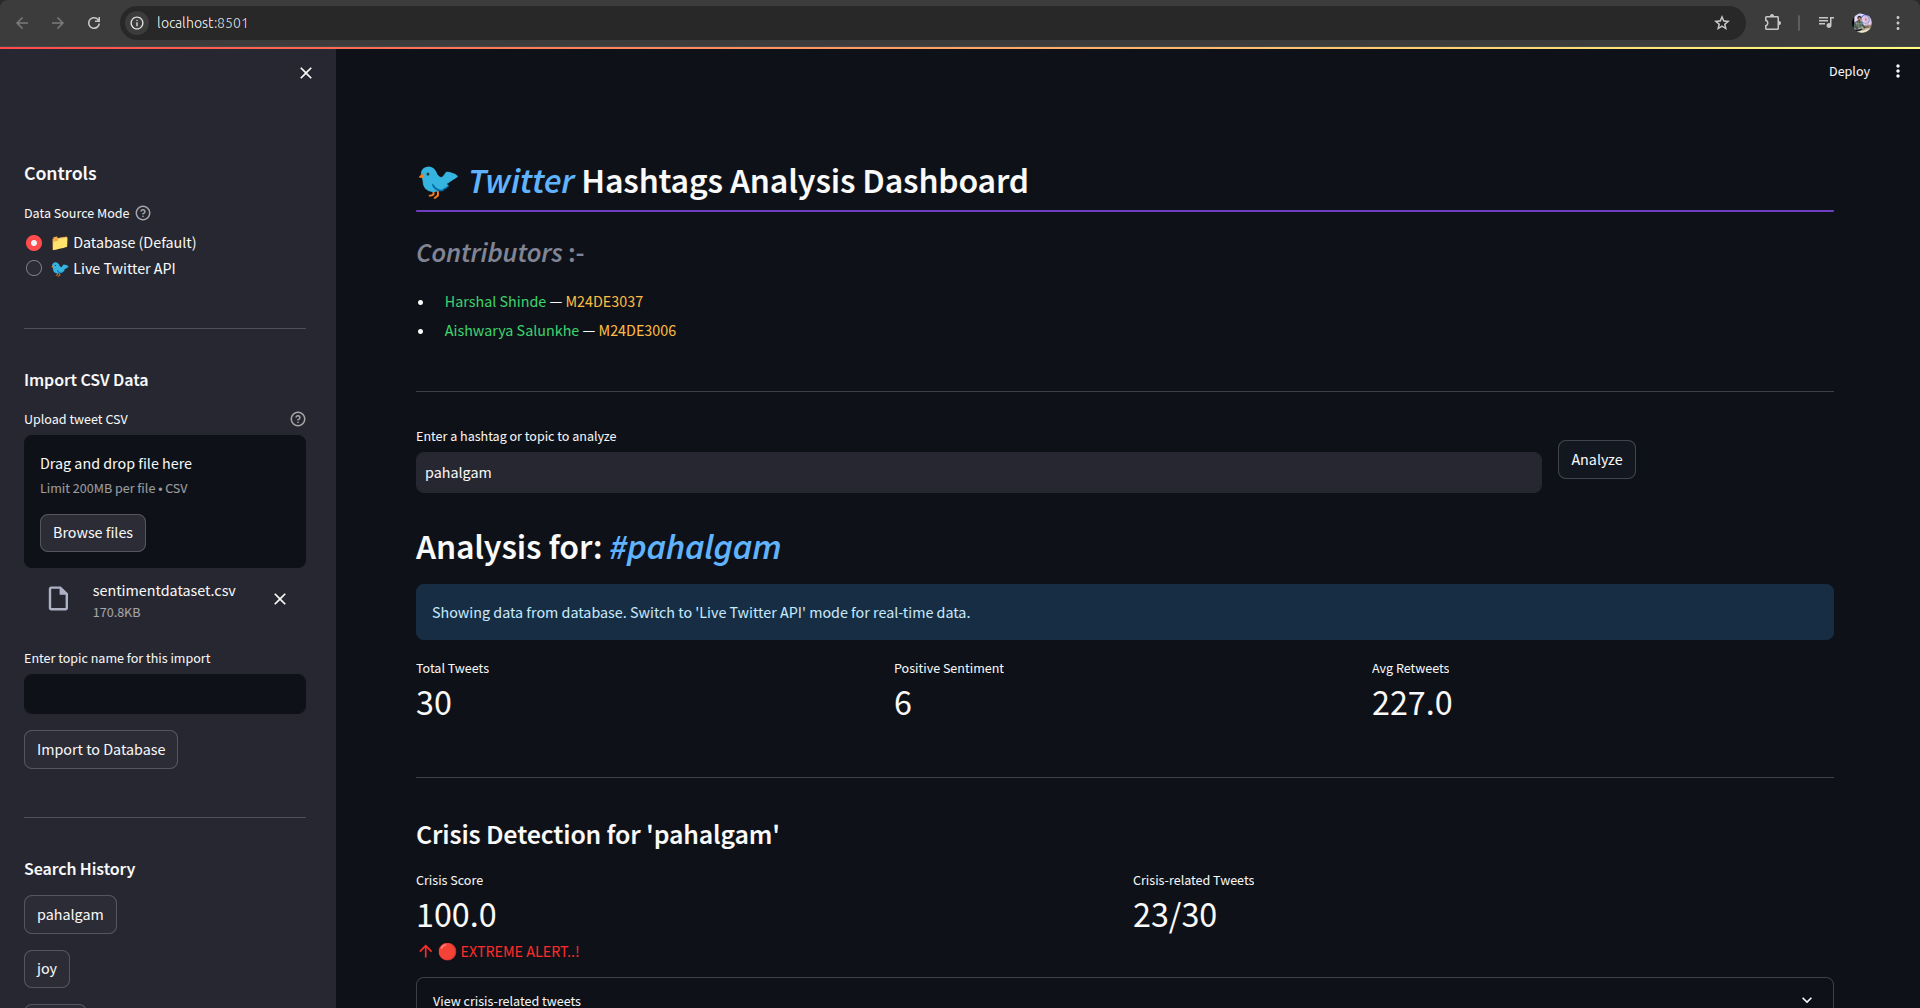 localhost:8501
Deploy
Controls
Data Source Mode
Database (Default)
Live Twitter API
Import CSV Data
Upload tweet CSV
Drag and drop file here
Limit 200MB per file • CSV
Browse files
sentimentdataset.csv
170.8KB
Enter topic name for this import
Import to Database
Search History
pahalgam
joy
Twitter Hashtags Analysis Dashboard
Contributors :-
• Harshal Shinde — M24DE3037
• Aishwarya Salunkhe — M24DE3006
Enter a hashtag or topic to analyze
pahalgam
Analyze
Analysis for: #pahalgam
Showing data from database. Switch to 'Live Twitter API' mode for real-time data.
Total Tweets
30
Positive Sentiment
6
Avg Retweets
227.0
Crisis Detection for 'pahalgam'
Crisis Score
100.0
↑ EXTREME ALERT..!
Crisis-related Tweets
23/30
View crisis-related tweets